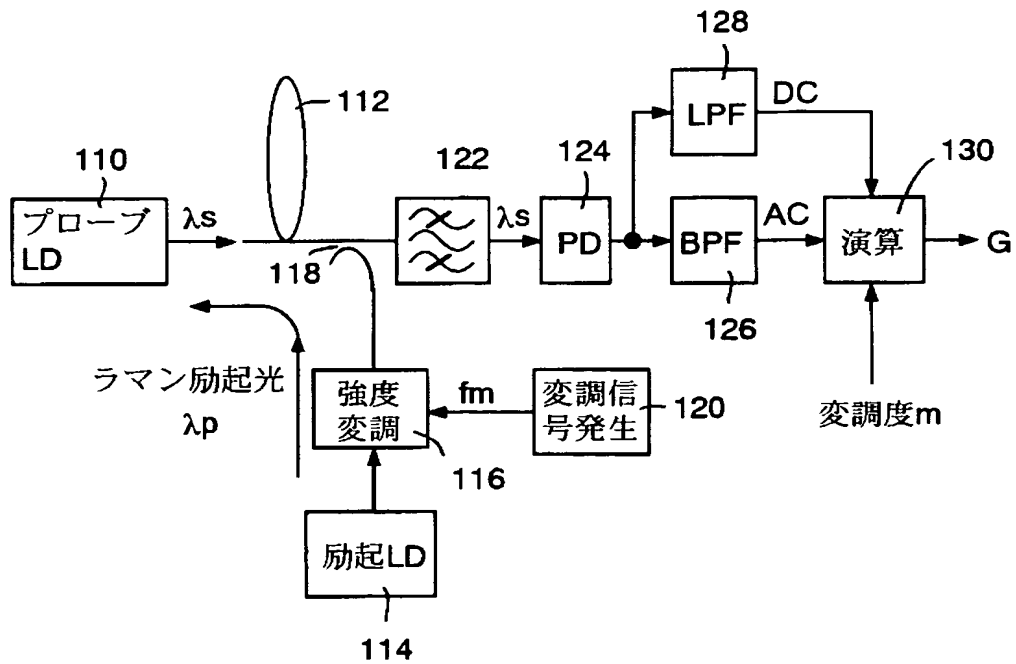 128
LPF
DC
112
110
プローブ
LD
λs
122
λs
124
PD
BPF
AC
126
130
演算
G
118
ラマン励起光
λp
強度
変調
116
fm
変調信
号発生
120
変調度m
励起LD
114